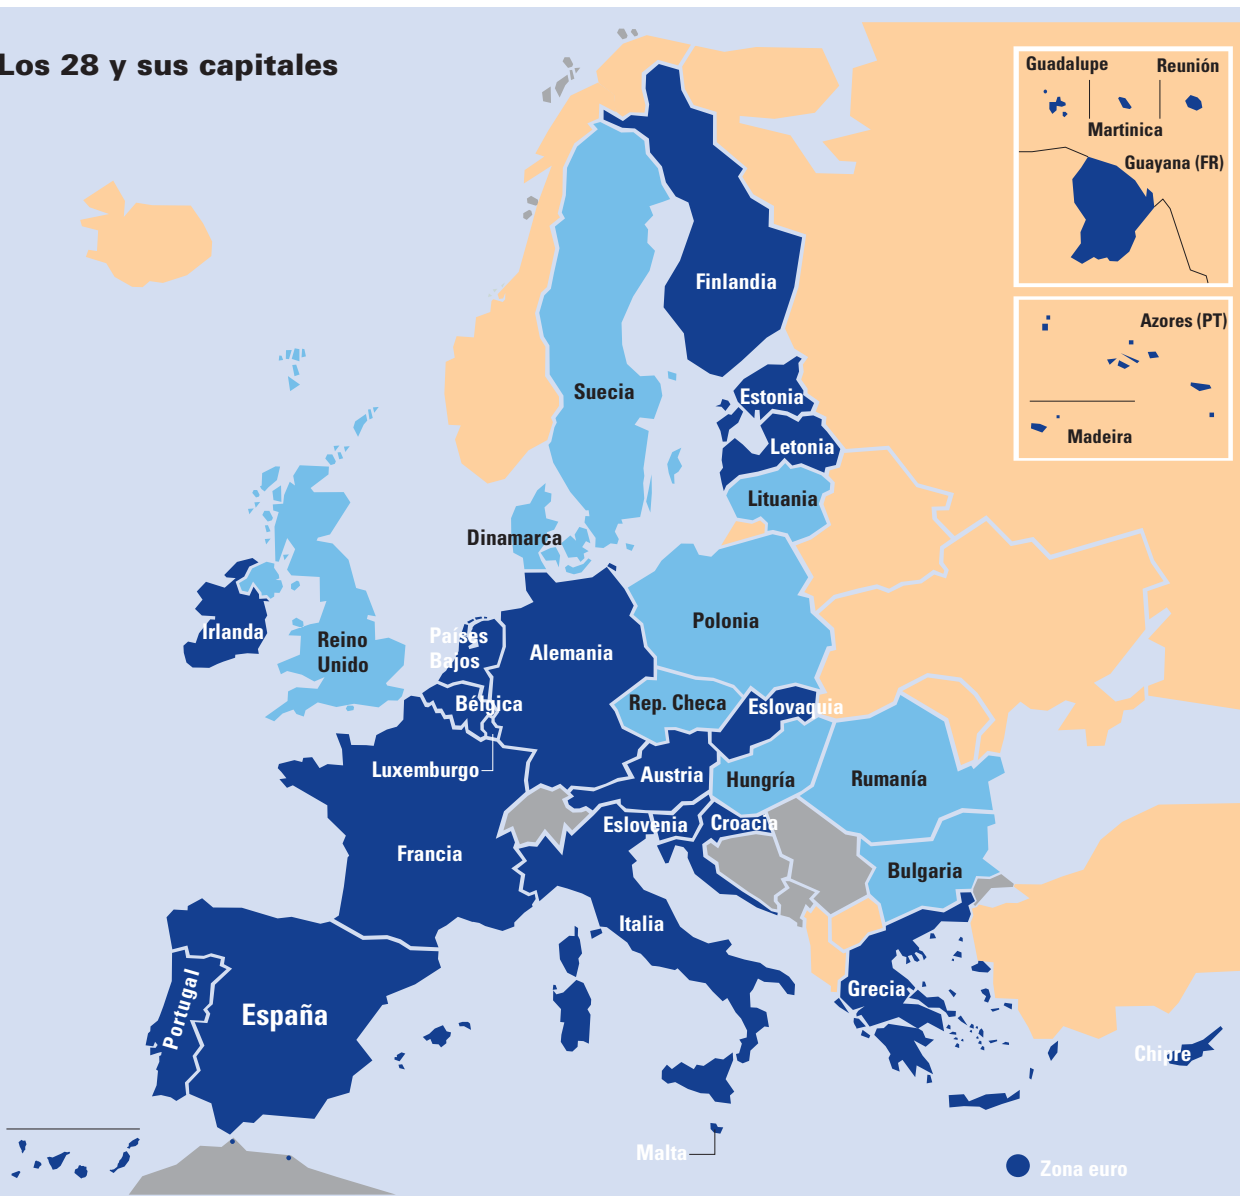 Los 28 y sus capitales
Guadalupe
Reunión
Martinica
Guayana (FR)
Azores (PT)
Madeira
Finlandia
Suecia
Estonia
Letonia
Lituania
Dinamarca
Irlanda
Reino
Unido
Países
Bajos
Alemania
Polonia
Bélgica
Rep. Checa
Eslovaquia
Luxemburgo
Austria
Hungría
Rumanía
Eslovenia
Croacia
Francia
Bulgaria
Italia
Portugal
España
Grecia
Chipre
Malta
Zona euro